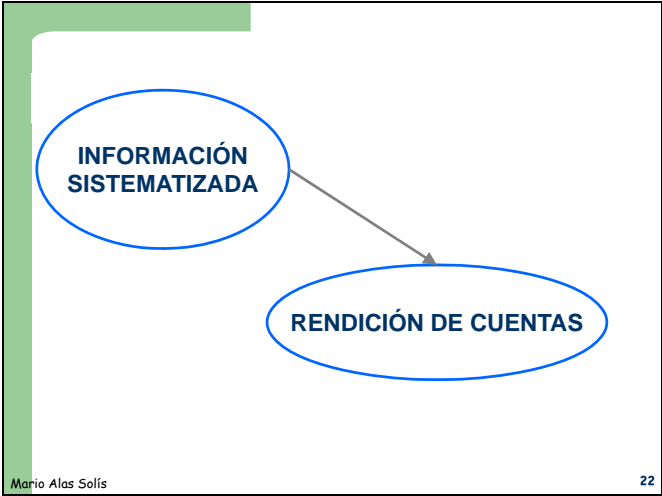 INFORMACIÓN
SISTEMATIZADA
RENDICIÓN DE CUENTAS
Mario Alas Solís
22